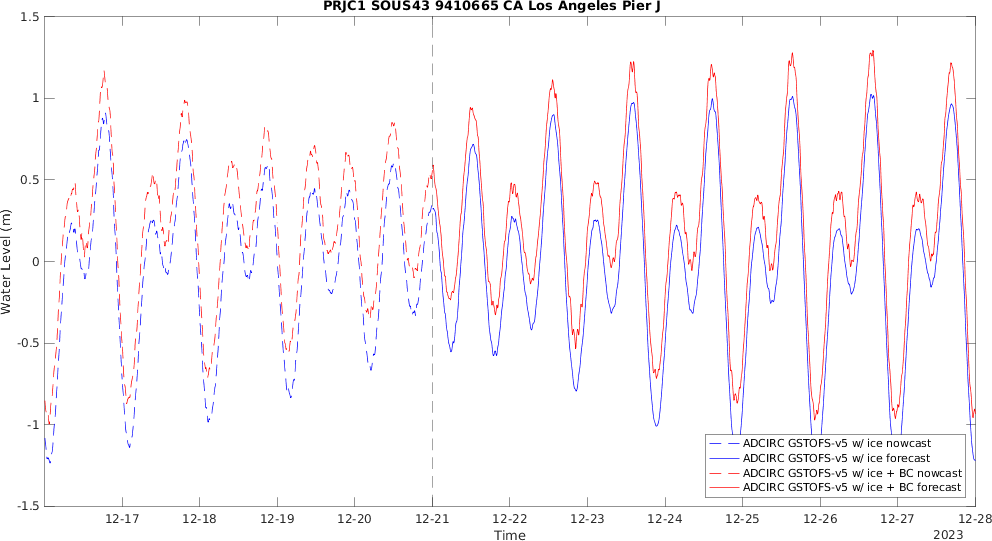 PRJC1 SOUS43 9410665 CA Los Angeles Pier J
1.5
1
0.5
0
-0.5
-1
-1.5
Water Level (m)
12-17 12-18 12-19 12-20 12-21 12-22 12-23 12-24 12-25 12-26 12-27 12-28
Time
2023
ADCIRC GSTOFS-v5 w/ ice nowcast
ADCIRC GSTOFS-v5 w/ ice forecast
ADCIRC GSTOFS-v5 w/ ice + BC nowcast
ADCIRC GSTOFS-v5 w/ ice + BC forecast